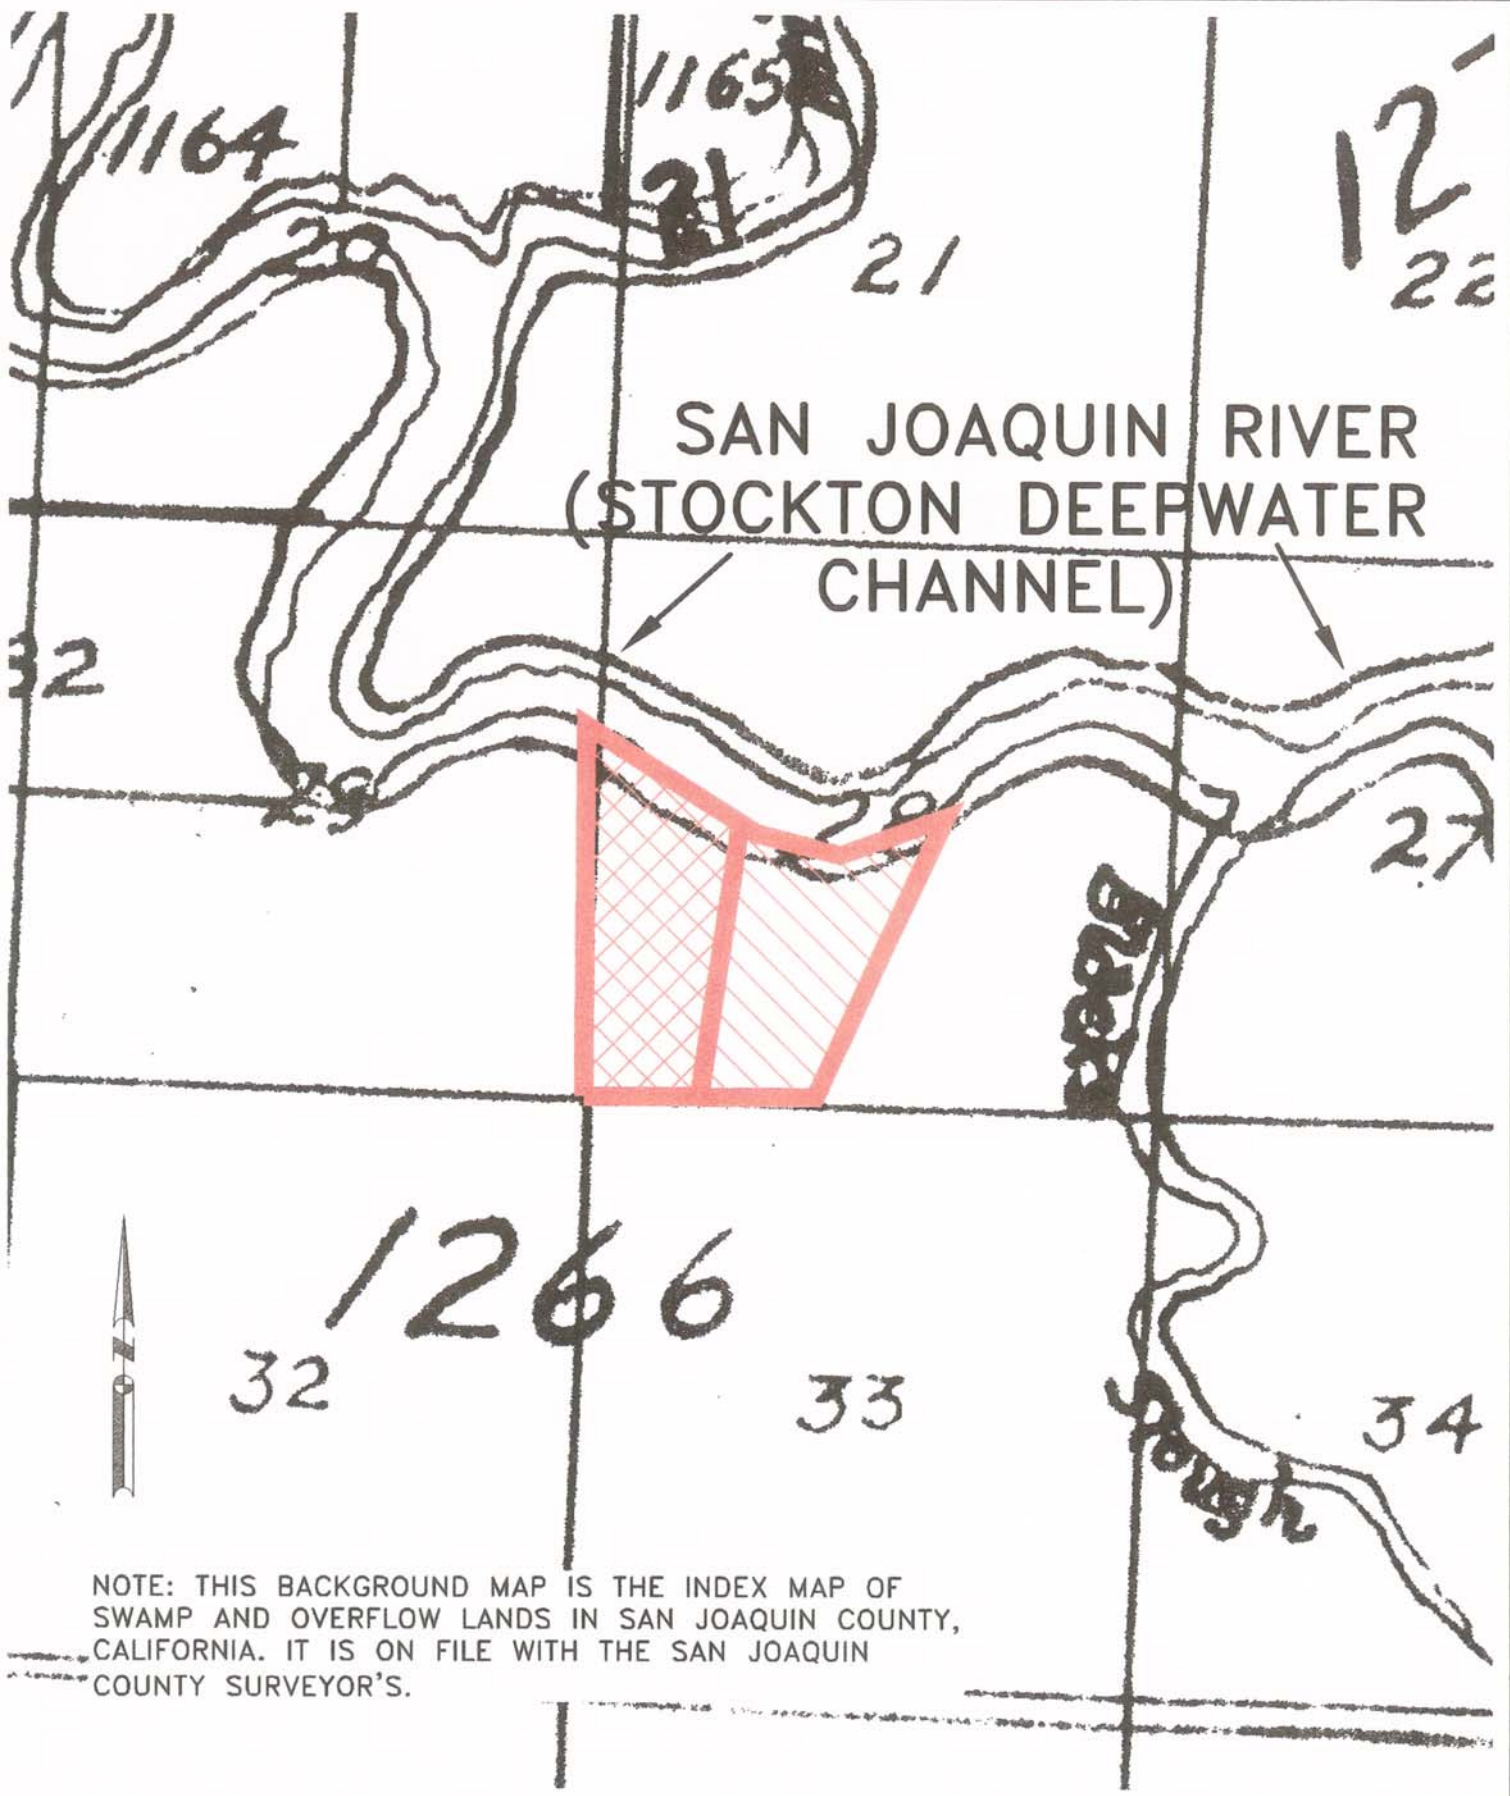 1165
1164
12
21
20
21
22
SAN JOAQUIN RIVER
(STOCKTON DEEPWATER
CHANNEL)
32
29
28
27
Black
1266
32
33
34
Slough
N
NOTE: THIS BACKGROUND MAP IS THE INDEX MAP OF
SWAMP AND OVERFLOW LANDS IN SAN JOAQUIN COUNTY,
CALIFORNIA. IT IS ON FILE WITH THE SAN JOAQUIN
COUNTY SURVEYOR'S.